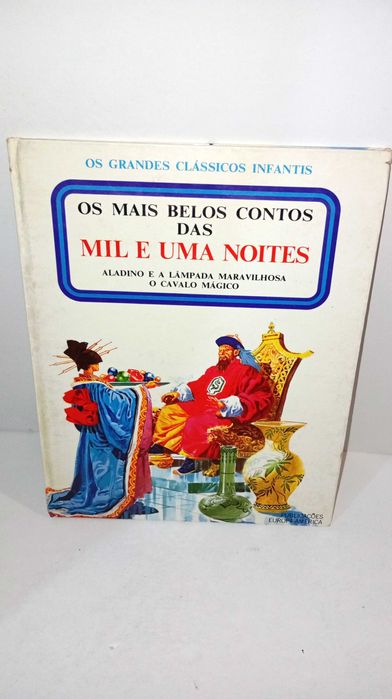 OS GRANDES CLÁSSICOS INFANTIS
OS MAIS BELOS CONTOS
DAS
MIL E UMA NOITES
ALADINO E A LÂMPADA MARAVILHOSA
O CAVALO MÁGICO
PUBLICAÇÕES
EUROPA-AMÉRICA